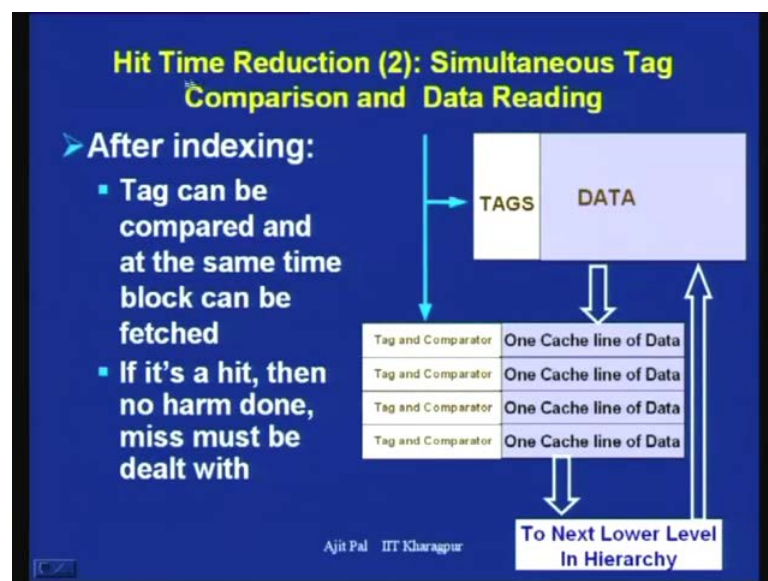 Hit Time Reduction (2): Simultaneous Tag
Comparison and Data Reading
After indexing:
Tag can be
compared and
at the same time
block can be
fetched
If it's a hit, then
no harm done,
miss must be
dealt with
TAGS
DATA
Tag and Comparator One Cache line of Data
Tag and Comparator One Cache line of Data
Tag and Comparator One Cache line of Data
Tag and Comparator One Cache line of Data
To Next Lower Level
In Hierarchy
Ajit Pal IIT Kharagpur